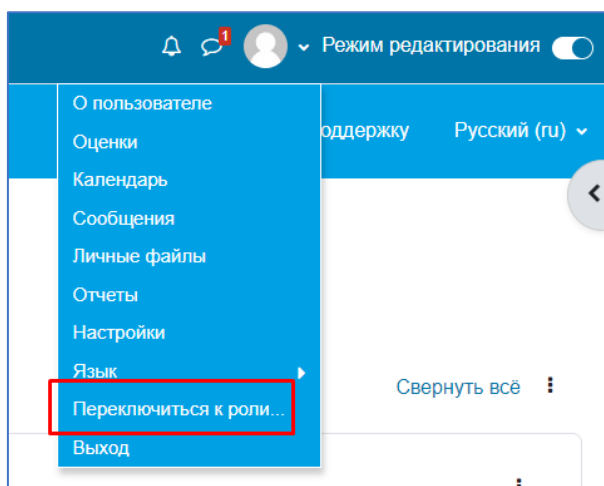 1
Режим редактирования
О пользователе
Оценки
Календарь
Сообщения
Личные файлы
Отчеты
Настройки
Язык
Переключиться к роли...
Выход
оддержку
Русский (ru)
Свернуть всё